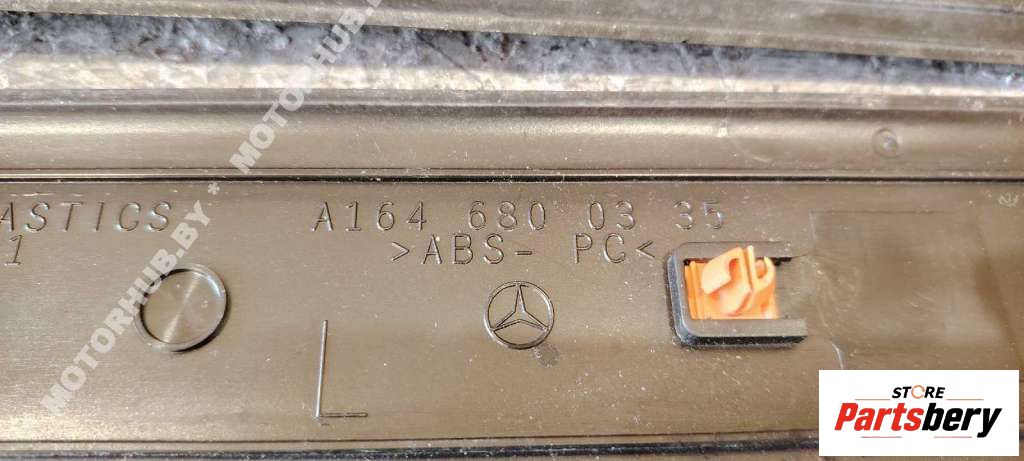 ASTICS A164 680 03 35
1 >ABS- PC<
L
MOTORHUB.BY * MOTORHUB.BY
STORE
Partsbery